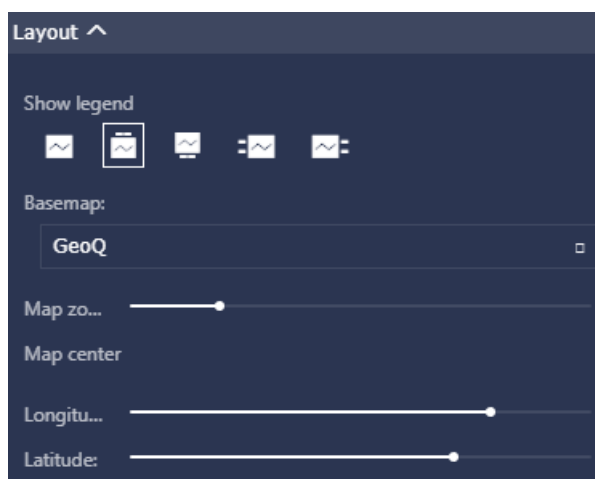 Layout
Show legend
Basemap:
GeoQ
Map zo...
Map center
Longitu...
Latitude: